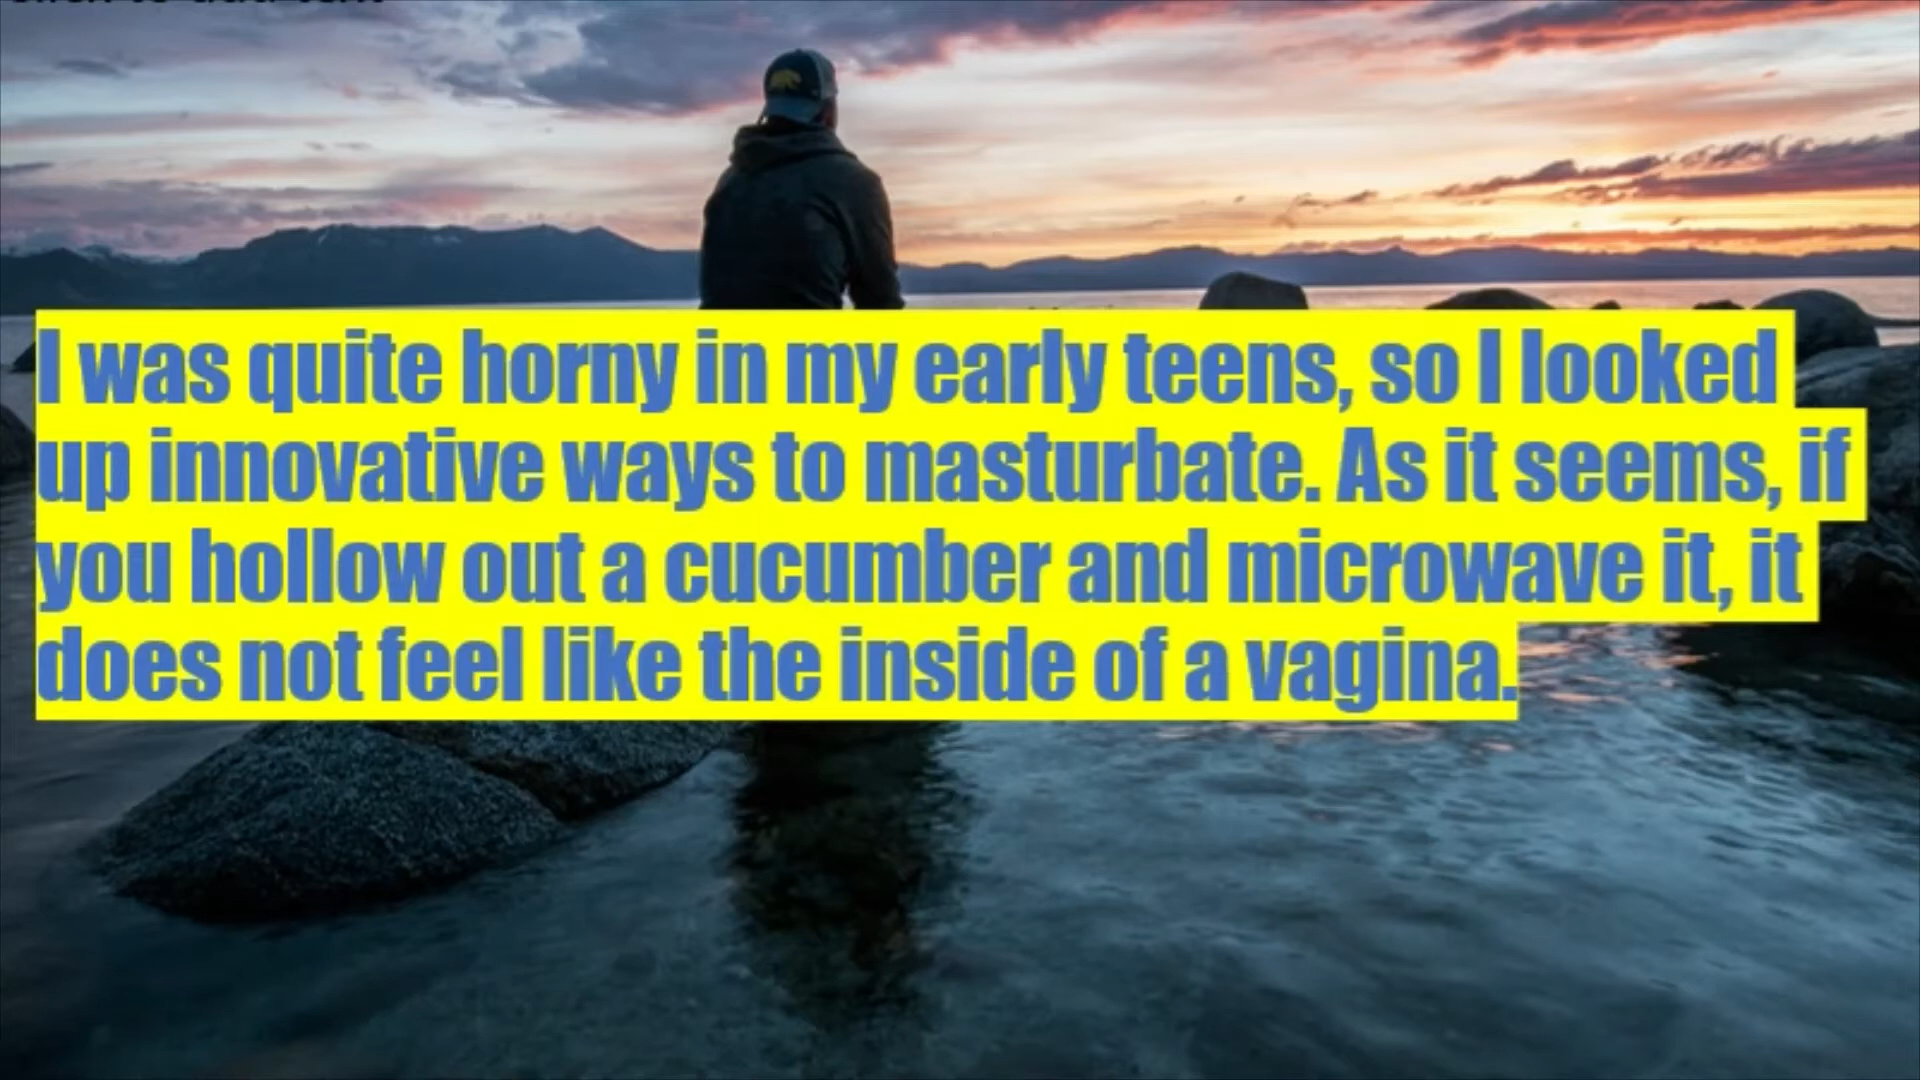 I was quite horny in my early teens, so I looked
up innovative ways to masturbate. As it seems, if
you hollow out a cucumber and microwave it, it
does not feel like the inside of a vagina.